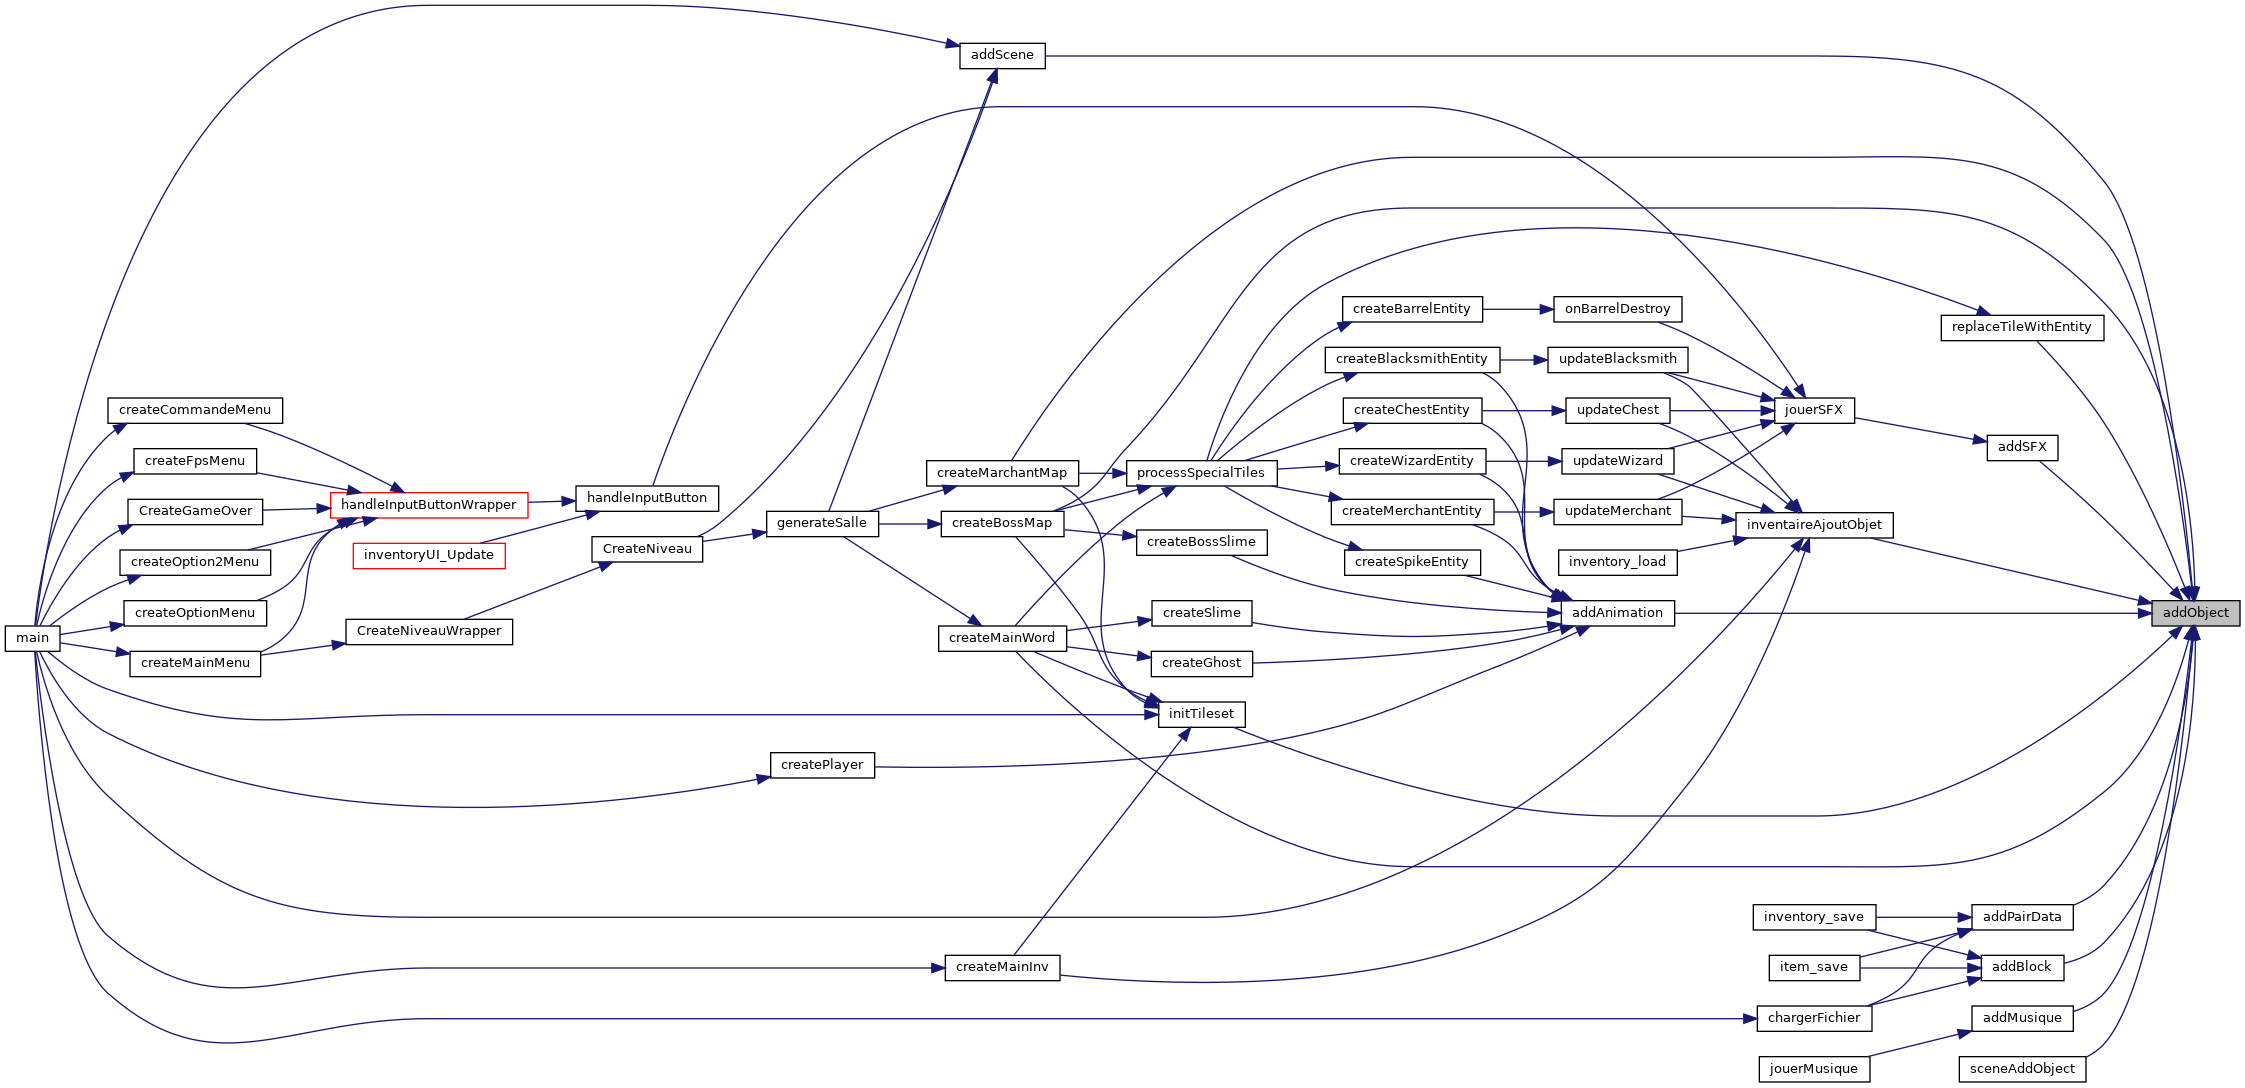 addScene
createBarrelEntity
onBarrelDestroy
replaceTileWithEntity
createBlacksmithEntity
updateBlacksmith
createCommandeMenu
createChestEntity
updateChest
jouerSFX
addSFX
createFpsMenu
createMarchantMap
processSpecialTiles
createWizardEntity
updateWizard
CreateGameOver
handleInputButtonWrapper
handleInputButton
createMerchantEntity
updateMerchant
generateSalle
createBossMap
inventaireAjoutObjet
createOption2Menu
inventoryUI_Update
CreateNiveau
createBossSlime
createSpikeEntity
inventory_load
createOptionMenu
createSlime
addAnimation
addObject
main
CreateNiveauWrapper
createMainWord
createMainMenu
createGhost
initTileset
createPlayer
inventory_save
addPairData
createMainInv
item_save
addBlock
chargerFichier
addMusique
jouerMusique
sceneAddObject